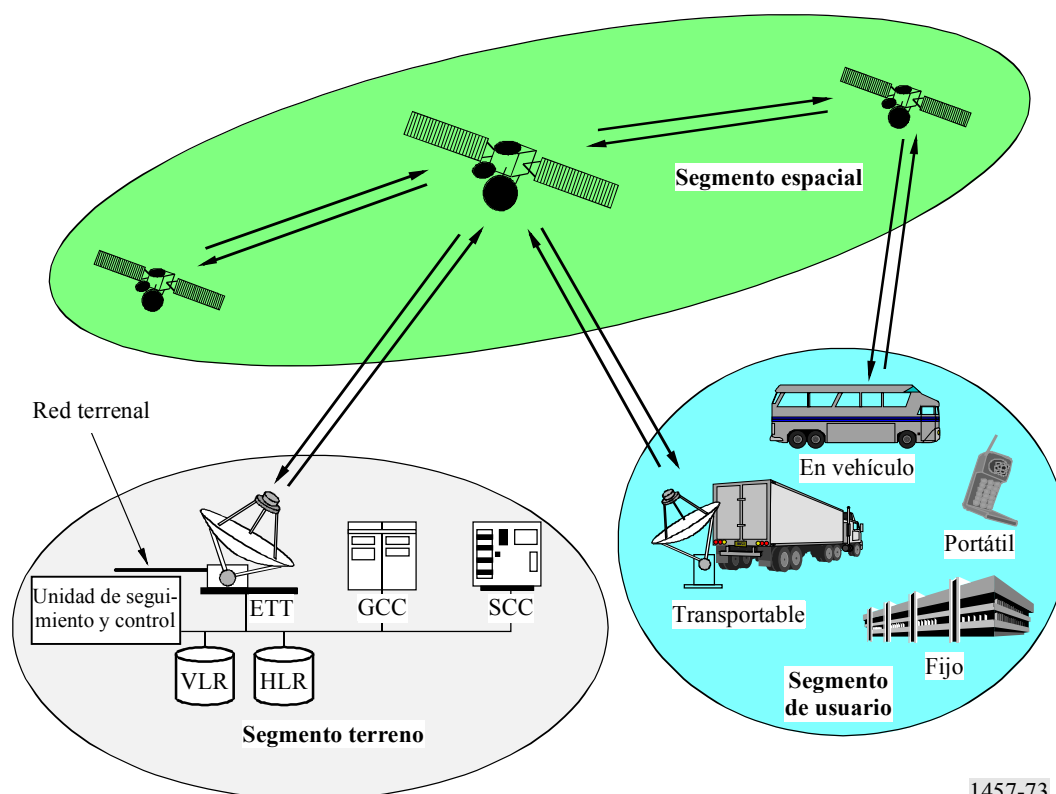 Segmento espacial
Red terrenal
En vehículo
Portátil
Unidad de segui-
miento y control
ETT
GCC
SCC
Transportable
VLR
HLR
Fijo
Segmento
de usuario
Segmento terreno
1457-73